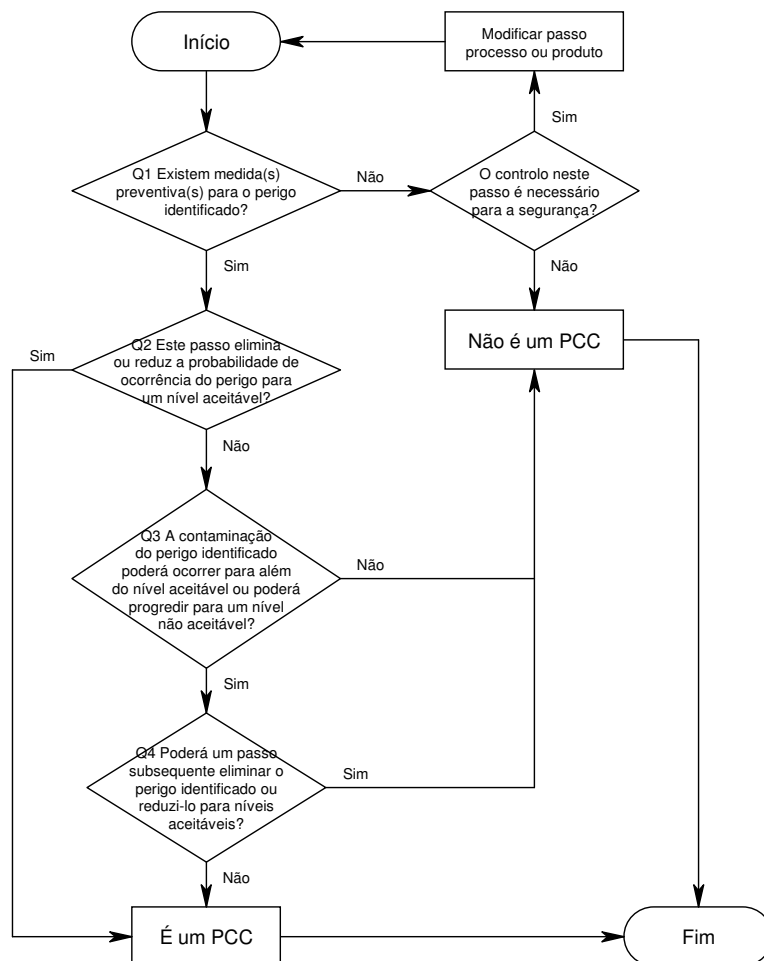 Início
Modificar passo
processo ou produto
Sim
Q1 Existem medida(s)
preventiva(s) para o perigo
identificado?
Não
O controlo neste
passo é necessário
para a segurança?
Sim
Não
Sim
Q2 Este passo elimina
ou reduz a probabilidade de
ocorrência do perigo para
um nível aceitável?
Não é um PCC
Não
Q3 A contaminação
do perigo identificado
poderá ocorrer para além
do nível aceitável ou poderá
progredir para um nível
não aceitável?
Não
Sim
Q4 Poderá um passo
subsequente eliminar o
perigo identificado ou
reduzi-lo para níveis
aceitáveis?
Sim
Não
É um PCC
Fim